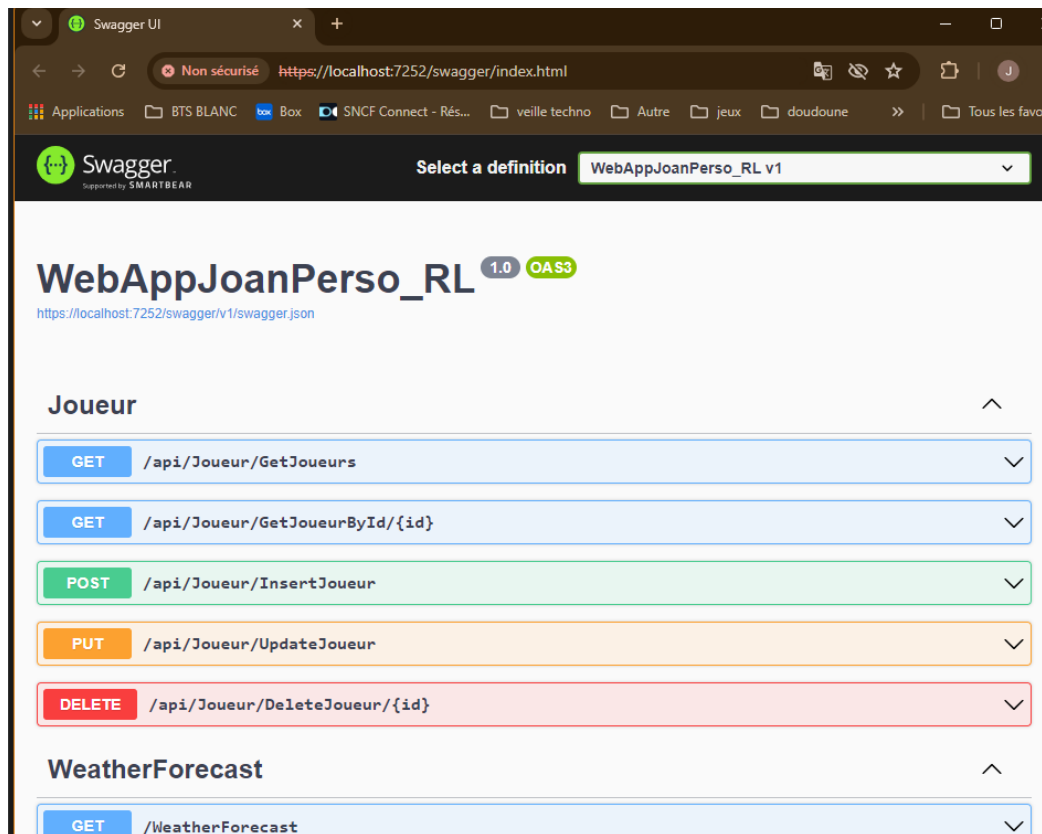 Swagger UI
Non sécurisé https://localhost:7252/swagger/index.html
J
Applications BTS BLANC box Box SNCF Connect - Rés... veille techno Autre jeux doudoune » Tous les favo
{...} Swagger. Select a definition WebAppJoanPerso_RL v1
Supported by SMARTBEAR
WebAppJoanPerso_RL 1.0 OAS3
https://localhost:7252/swagger/v1/swagger.json
Joueur
GET /api/Joueur/GetJoueurs
GET /api/Joueur/GetJoueurById/{id}
POST /api/Joueur/InsertJoueur
PUT /api/Joueur/UpdateJoueur
DELETE /api/Joueur/DeleteJoueur/{id}
WeatherForecast
GET /WeatherForecast